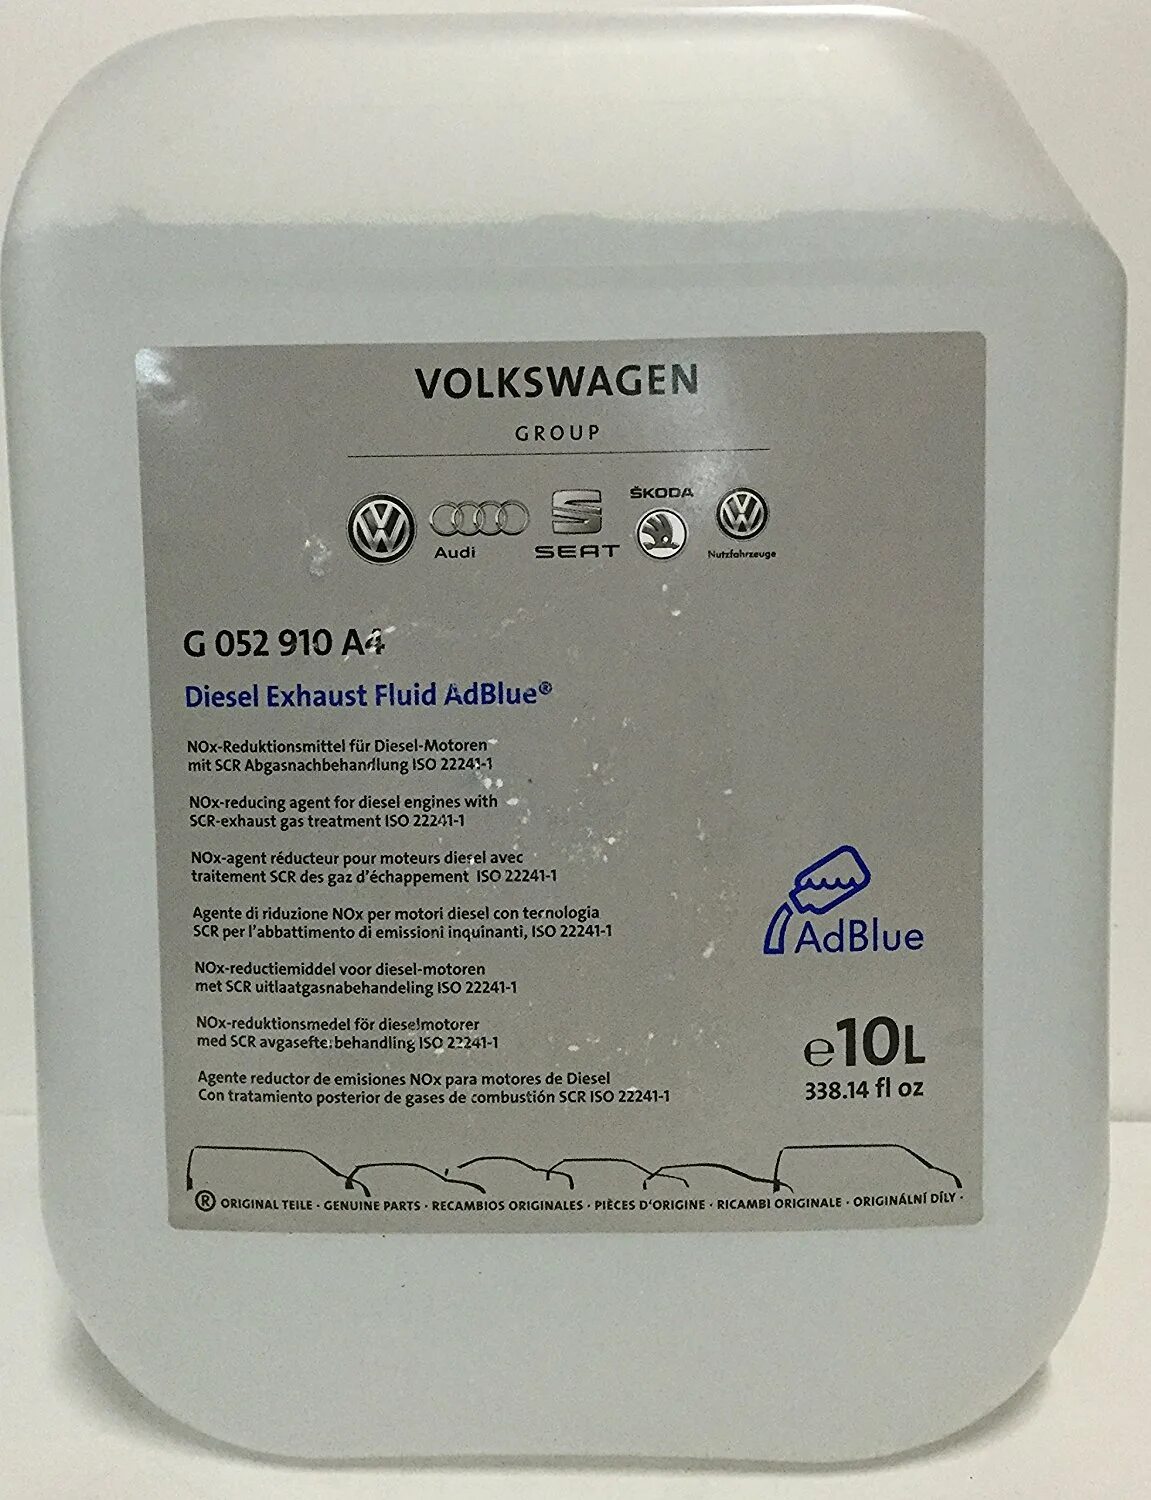 VOLKSWAGEN
GROUP
Audi
SEAT
ŠKODA
Nutzfahrzeuge
G 052 910 A4
Diesel Exhaust Fluid AdBlue®
NOx-Reduktionsmittel für Diesel-Motoren
mit SCR Abgasnachbehandlung ISO 22241-1
NOx-reducing agent for diesel engines with
SCR-exhaust gas treatment ISO 22241-1
NOx-agent réducteur pour moteurs diesel avec
traitement SCR des gaz d'échappement ISO 22241-1
Agente di riduzione NOx per motori diesel con tecnologia
SCR per l'abbattimento di emissioni inquinanti, ISO 22241-1
NOx-reductiemiddel voor diesel-motoren
met SCR uitlaatgasnabehandeling ISO 22241-1
NOx-reduktionsmedel för dieselmotorer
med SCR avgasefterbehandling ISO 22241-1
Agente reductor de emisiones NOx para motores de Diesel
Con tratamiento posterior de gases de combustión SCR ISO 22241-1
AdBlue
e10L
338.14 fl oz
® ORIGINAL TEILE · GENUINE PARTS · RECAMBIOS ORIGINALES · PIÈCES D'ORIGINE · RICAMBI ORIGINALE · ORIGINÁLNÍ DÍLY ·